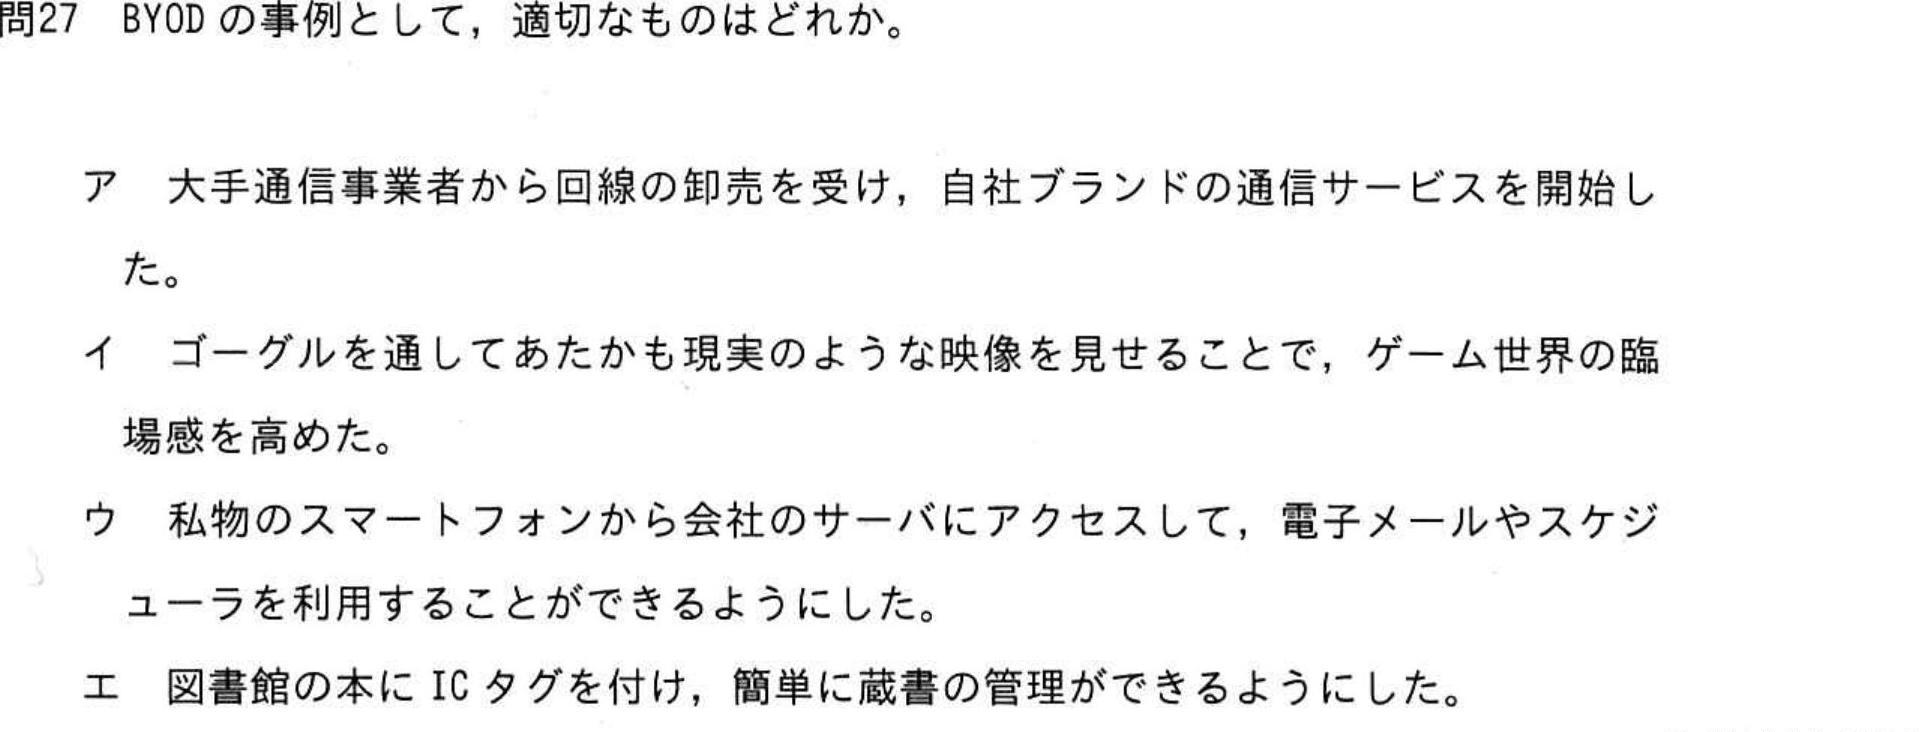 問27 BYODの事例として，適切なものはどれか。
ア 大手通信事業者から回線の卸売を受け，自社ブランドの通信サービスを開始し
た。
イ ゴーグルを通してあたかも現実のような映像を見せることで，ゲーム世界の臨
場感を高めた。
ウ 私物のスマートフォンから会社のサーバにアクセスして，電子メールやスケジ
ューラを利用することができるようにした。
エ 図書館の本に IC タグを付け，簡単に蔵書の管理ができるようにした。